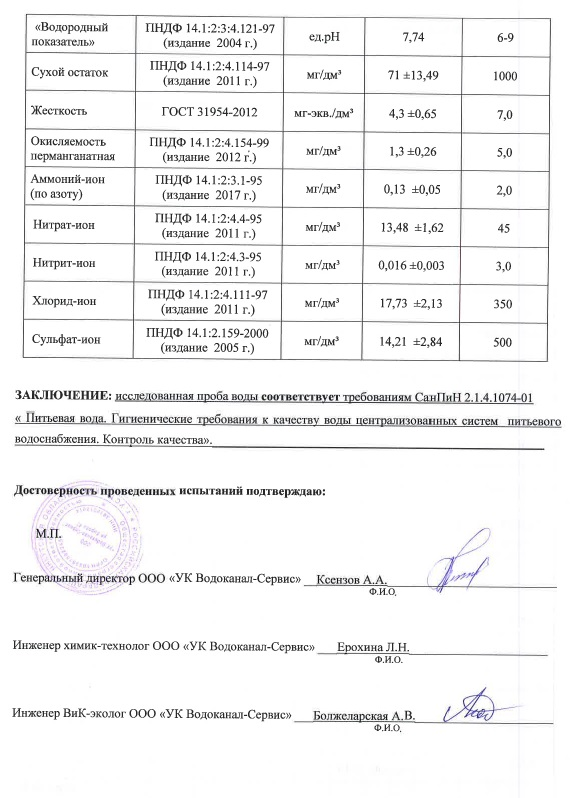 «Водородный показатель» ПНДФ 14.1:2:3:4.121-97 (издание 2004 г.) ед.pH 7,74 6-9
Сухой остаток ПНДФ 14.1:2:4.114-97 (издание 2011 г.) мг/дм³ 71 ±13,49 1000
Жесткость ГОСТ 31954-2012 мг-экв./дм³ 4,3 ±0,65 7,0
Окисляемость перманганатная ПНДФ 14.1:2:4.154-99 (издание 2012 г.) мг/дм³ 1,3 ±0,26 5,0
Аммоний-ион (по азоту) ПНДФ 14.1:2:3.1-95 (издание 2017 г.) мг/дм³ 0,13 ±0,05 2,0
Нитрат-ион ПНДФ 14.1:2:4.4-95 (издание 2011 г.) мг/дм³ 13,48 ±1,62 45
Нитрит-ион ПНДФ 14.1:2:4.3-95 (издание 2011 г.) мг/дм³ 0,016 ±0,003 3,0
Хлорид-ион ПНДФ 14.1:2:4.111-97 (издание 2011 г.) мг/дм³ 17,73 ±2,13 350
Сульфат-ион ПНДФ 14.1:2.159-2000 (издание 2005 г.) мг/дм³ 14,21 ±2,84 500
ЗАКЛЮЧЕНИЕ: исследованная проба воды соответствует требованиям СанПиН 2.1.4.1074-01
« Питьевая вода. Гигиенические требования к качеству воды централизованных систем питьевого
водоснабжения. Контроль качества».
Достоверность проведенных испытаний подтверждаю:
М.П.
Генеральный директор ООО «УК Водоканал-Сервис» Ксензов А.А.
Ф.И.О.
Инженер химик-технолог ООО «УК Водоканал-Сервис» Ерохина Л.Н.
Ф.И.О.
Инженер ВиК-эколог ООО «УК Водоканал-Сервис» Болжеларская А.В.
Ф.И.О.